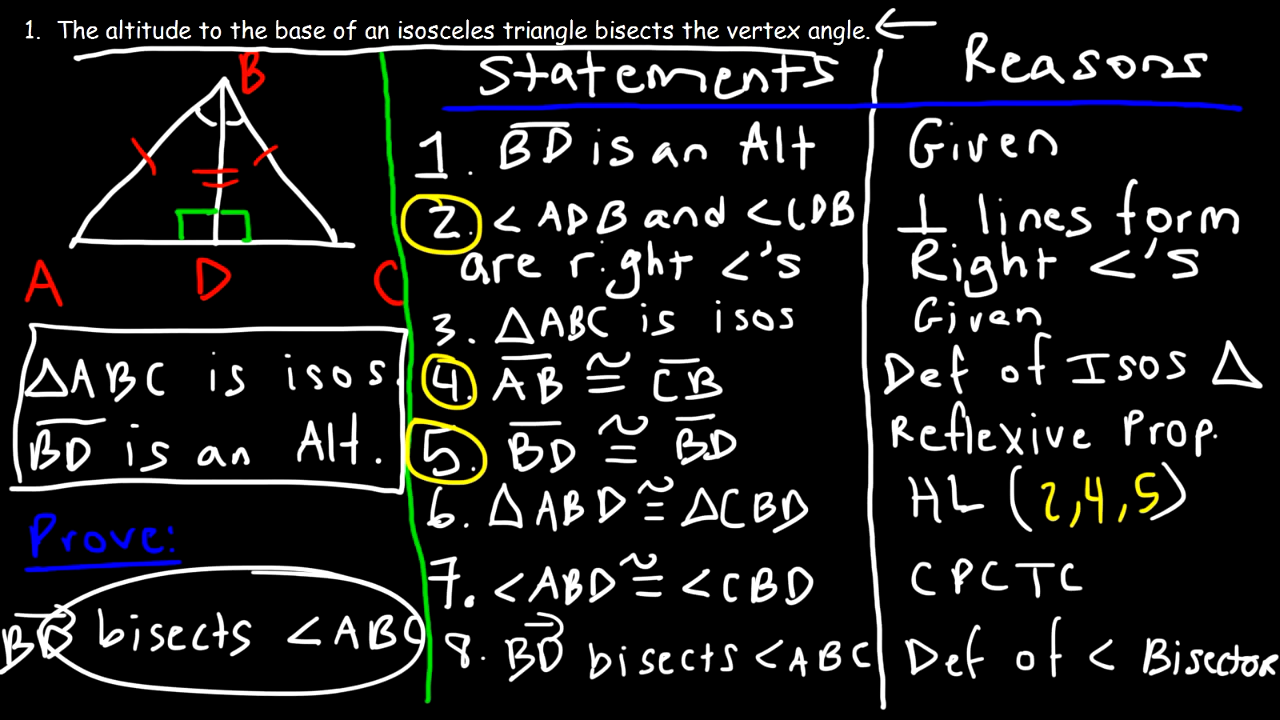 1. The altitude to the base of an isosceles triangle bisects the vertex angle. ←
B
A D C
△ABC is isos.
BD is an Alt.
Prove:
BD bisects <ABC
Statements Reasons
1. BD is an Alt Given
2. <ADB and <CDB ⊥ lines form
are right <'s Right <'s
3. △ABC is isos Given
4. AB ≅ CB Def of Isos △
5. BD ≅ BD Reflexive Prop.
6. △ABD ≅ △CBD HL (2,4,5)
7. <ABD ≅ <CBD CPCTC
8. BD bisects <ABC Def of < Bisector